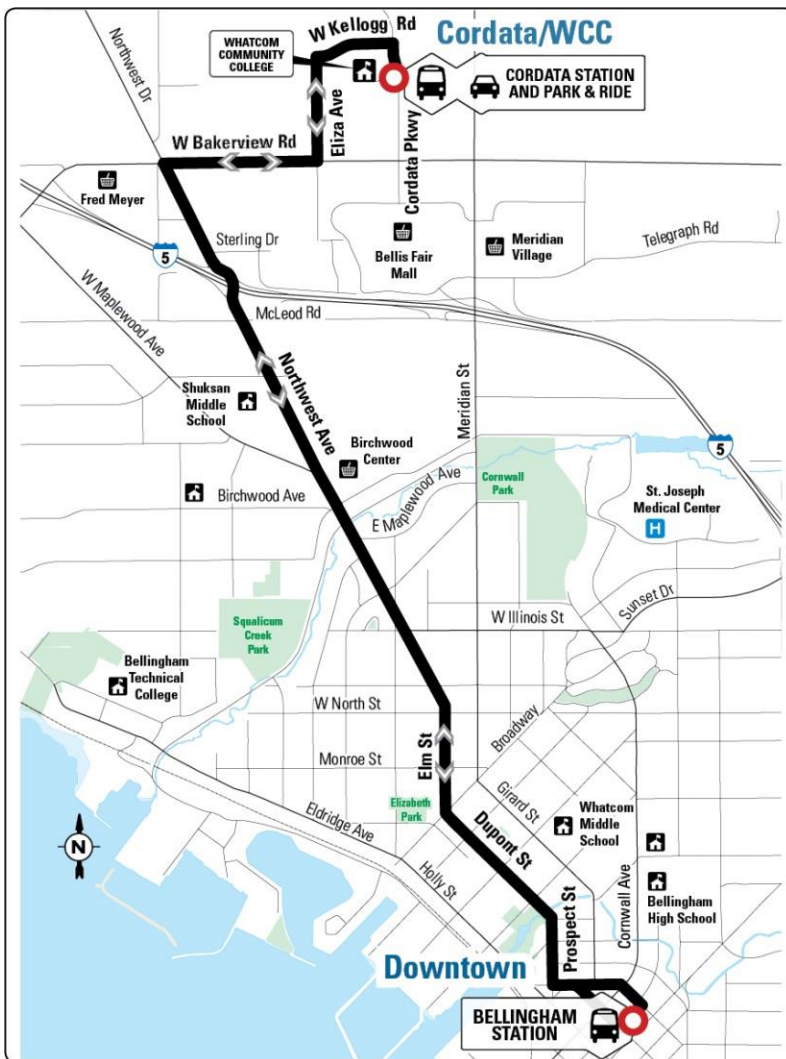 W Kellogg Rd
Cordata/WCC
Northwest Dr
WHATCOM
COMMUNITY
COLLEGE
CORDATA STATION
AND PARK & RIDE
W Bakerview Rd
Eliza Ave
Cordata Pkwy
Fred Meyer
Sterling Dr
Bellis Fair
Mall
Meridian
Village
Telegraph Rd
5
W Maplewood Ave
McLeod Rd
Northwest Ave
Meridian St
Shuksan
Middle
School
Birchwood
Center
5
Birchwood Ave
E Maplewood Ave
Cornwall
Park
St. Joseph
Medical Center
H
Sunset Dr
W Illinois St
Squalicum
Creek
Park
Bellingham
Technical
College
W North St
Broadway
Monroe St
Elm St
Elizabeth
Park
Girard St
Eldridge Ave
Dupont St
Whatcom
Middle
School
N
Holly St
Prospect St
Cornwall Ave
Bellingham
High School
Downtown
BELLINGHAM
STATION